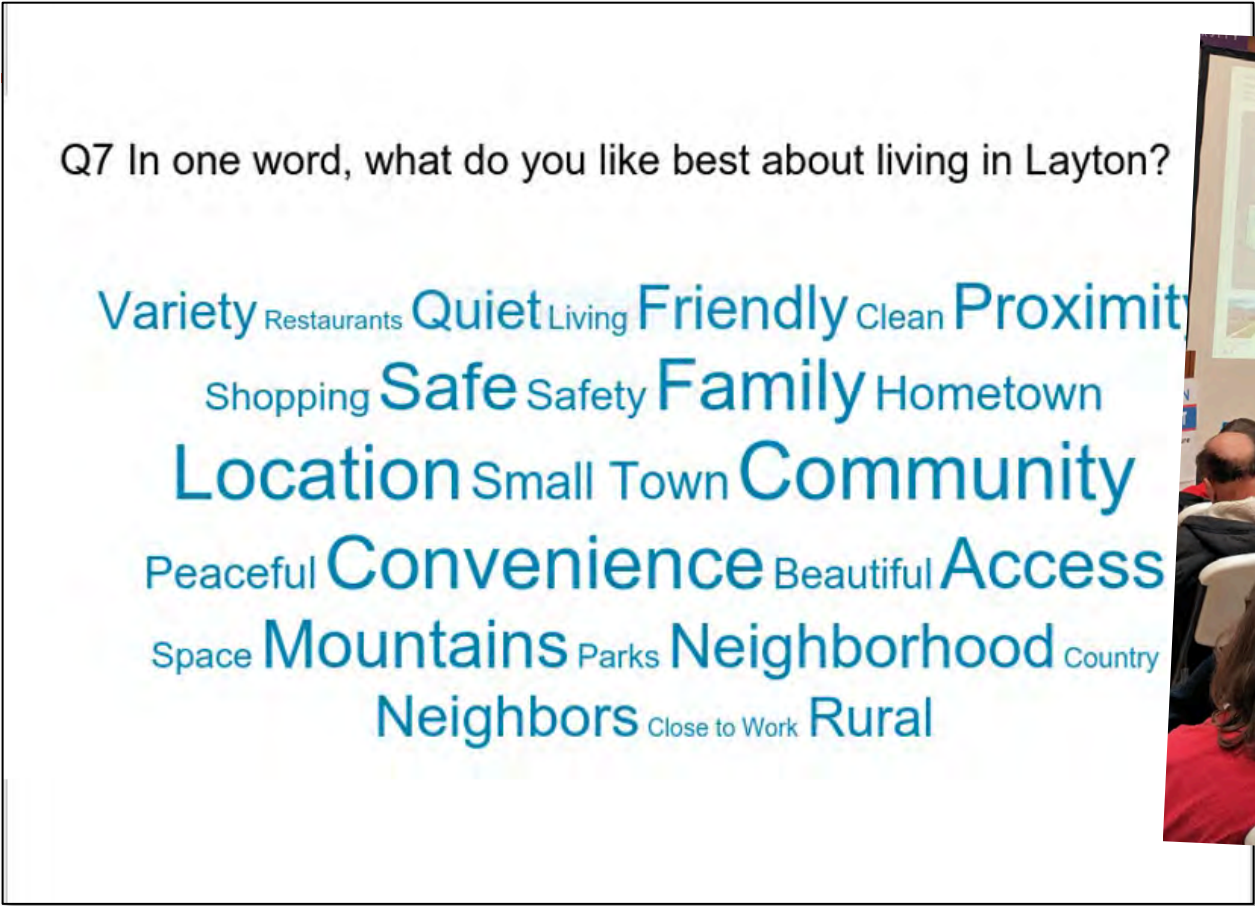 Q7 In one word, what do you like best about living in Layton?
Variety Restaurants Quiet Living Friendly Clean Proximity
Shopping Safe Safety Family Hometown
Location Small Town Community
Peaceful Convenience Beautiful Access
Space Mountains Parks Neighborhood Country
Neighbors Close to Work Rural